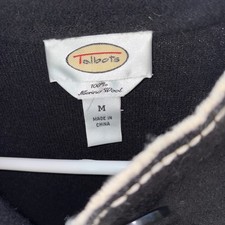 Talbots
100%
Merino Wool
M
MADE IN
CHINA